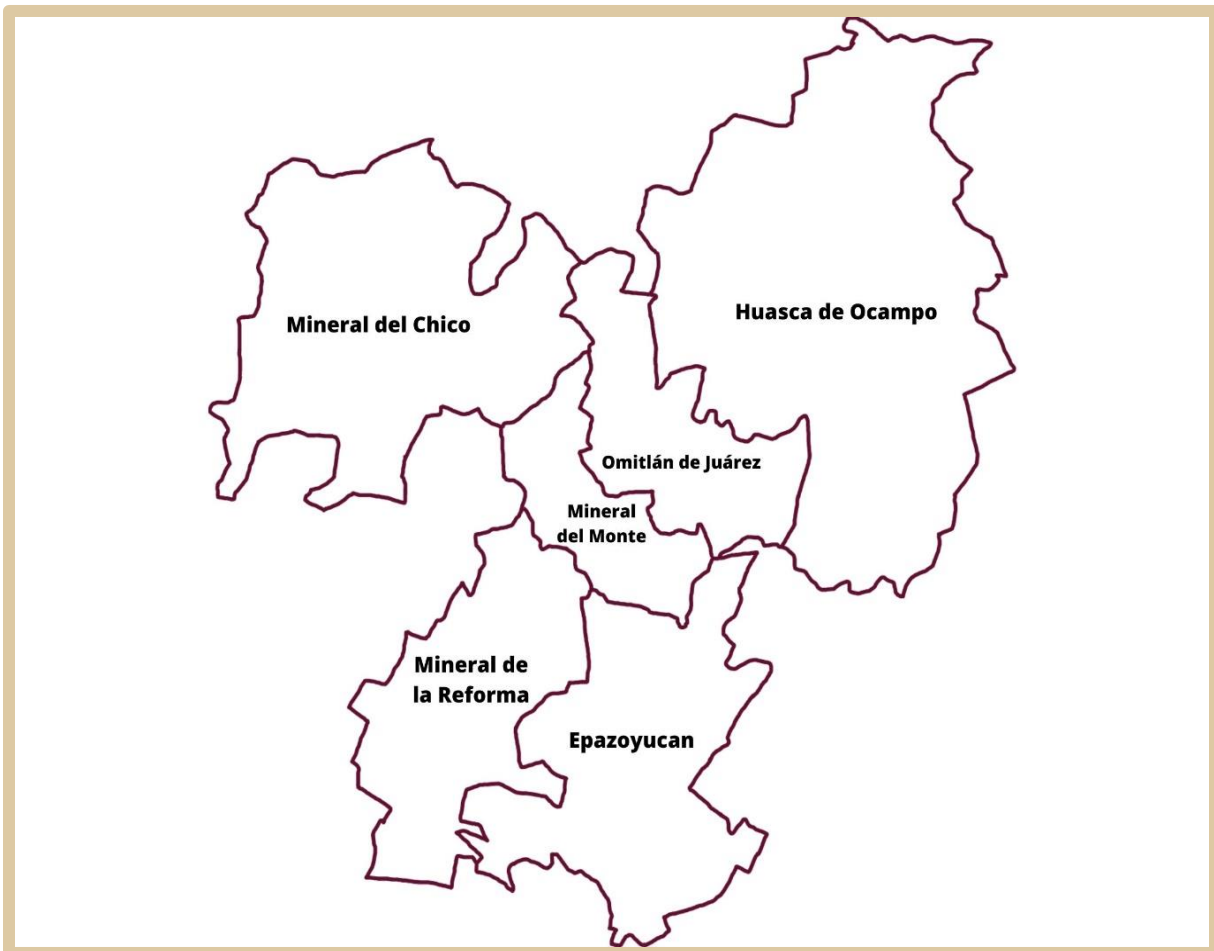 Huasca de Ocampo
Mineral del Chico
Omitlán de Juárez
Mineral
del Monte
Mineral de
la Reforma
Epazoyucan